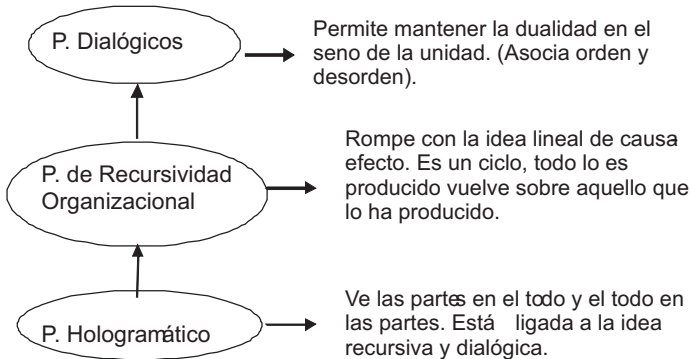 P. Dialógicos
Permite mantener la dualidad en el
seno de la unidad. (Asocia orden y
desorden).
P. de Recursividad
Organizacional
Rompe con la idea lineal de causa
efecto. Es un ciclo, todo lo es
producido vuelve sobre aquello que
lo ha producido.
P. Hologramático
Ve las partes en el todo y el todo en
las partes. Está ligada a la idea
recursiva y dialógica.